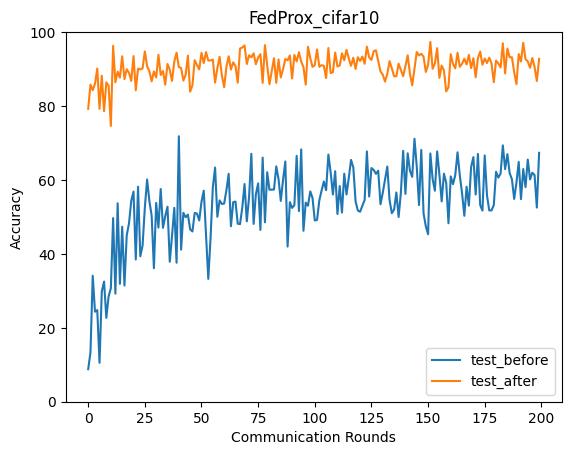 FedProx_cifar10
100
80
60
40
20
0
Accuracy
0 25 50 75 100 125 150 175 200
Communication Rounds
test_before
test_after